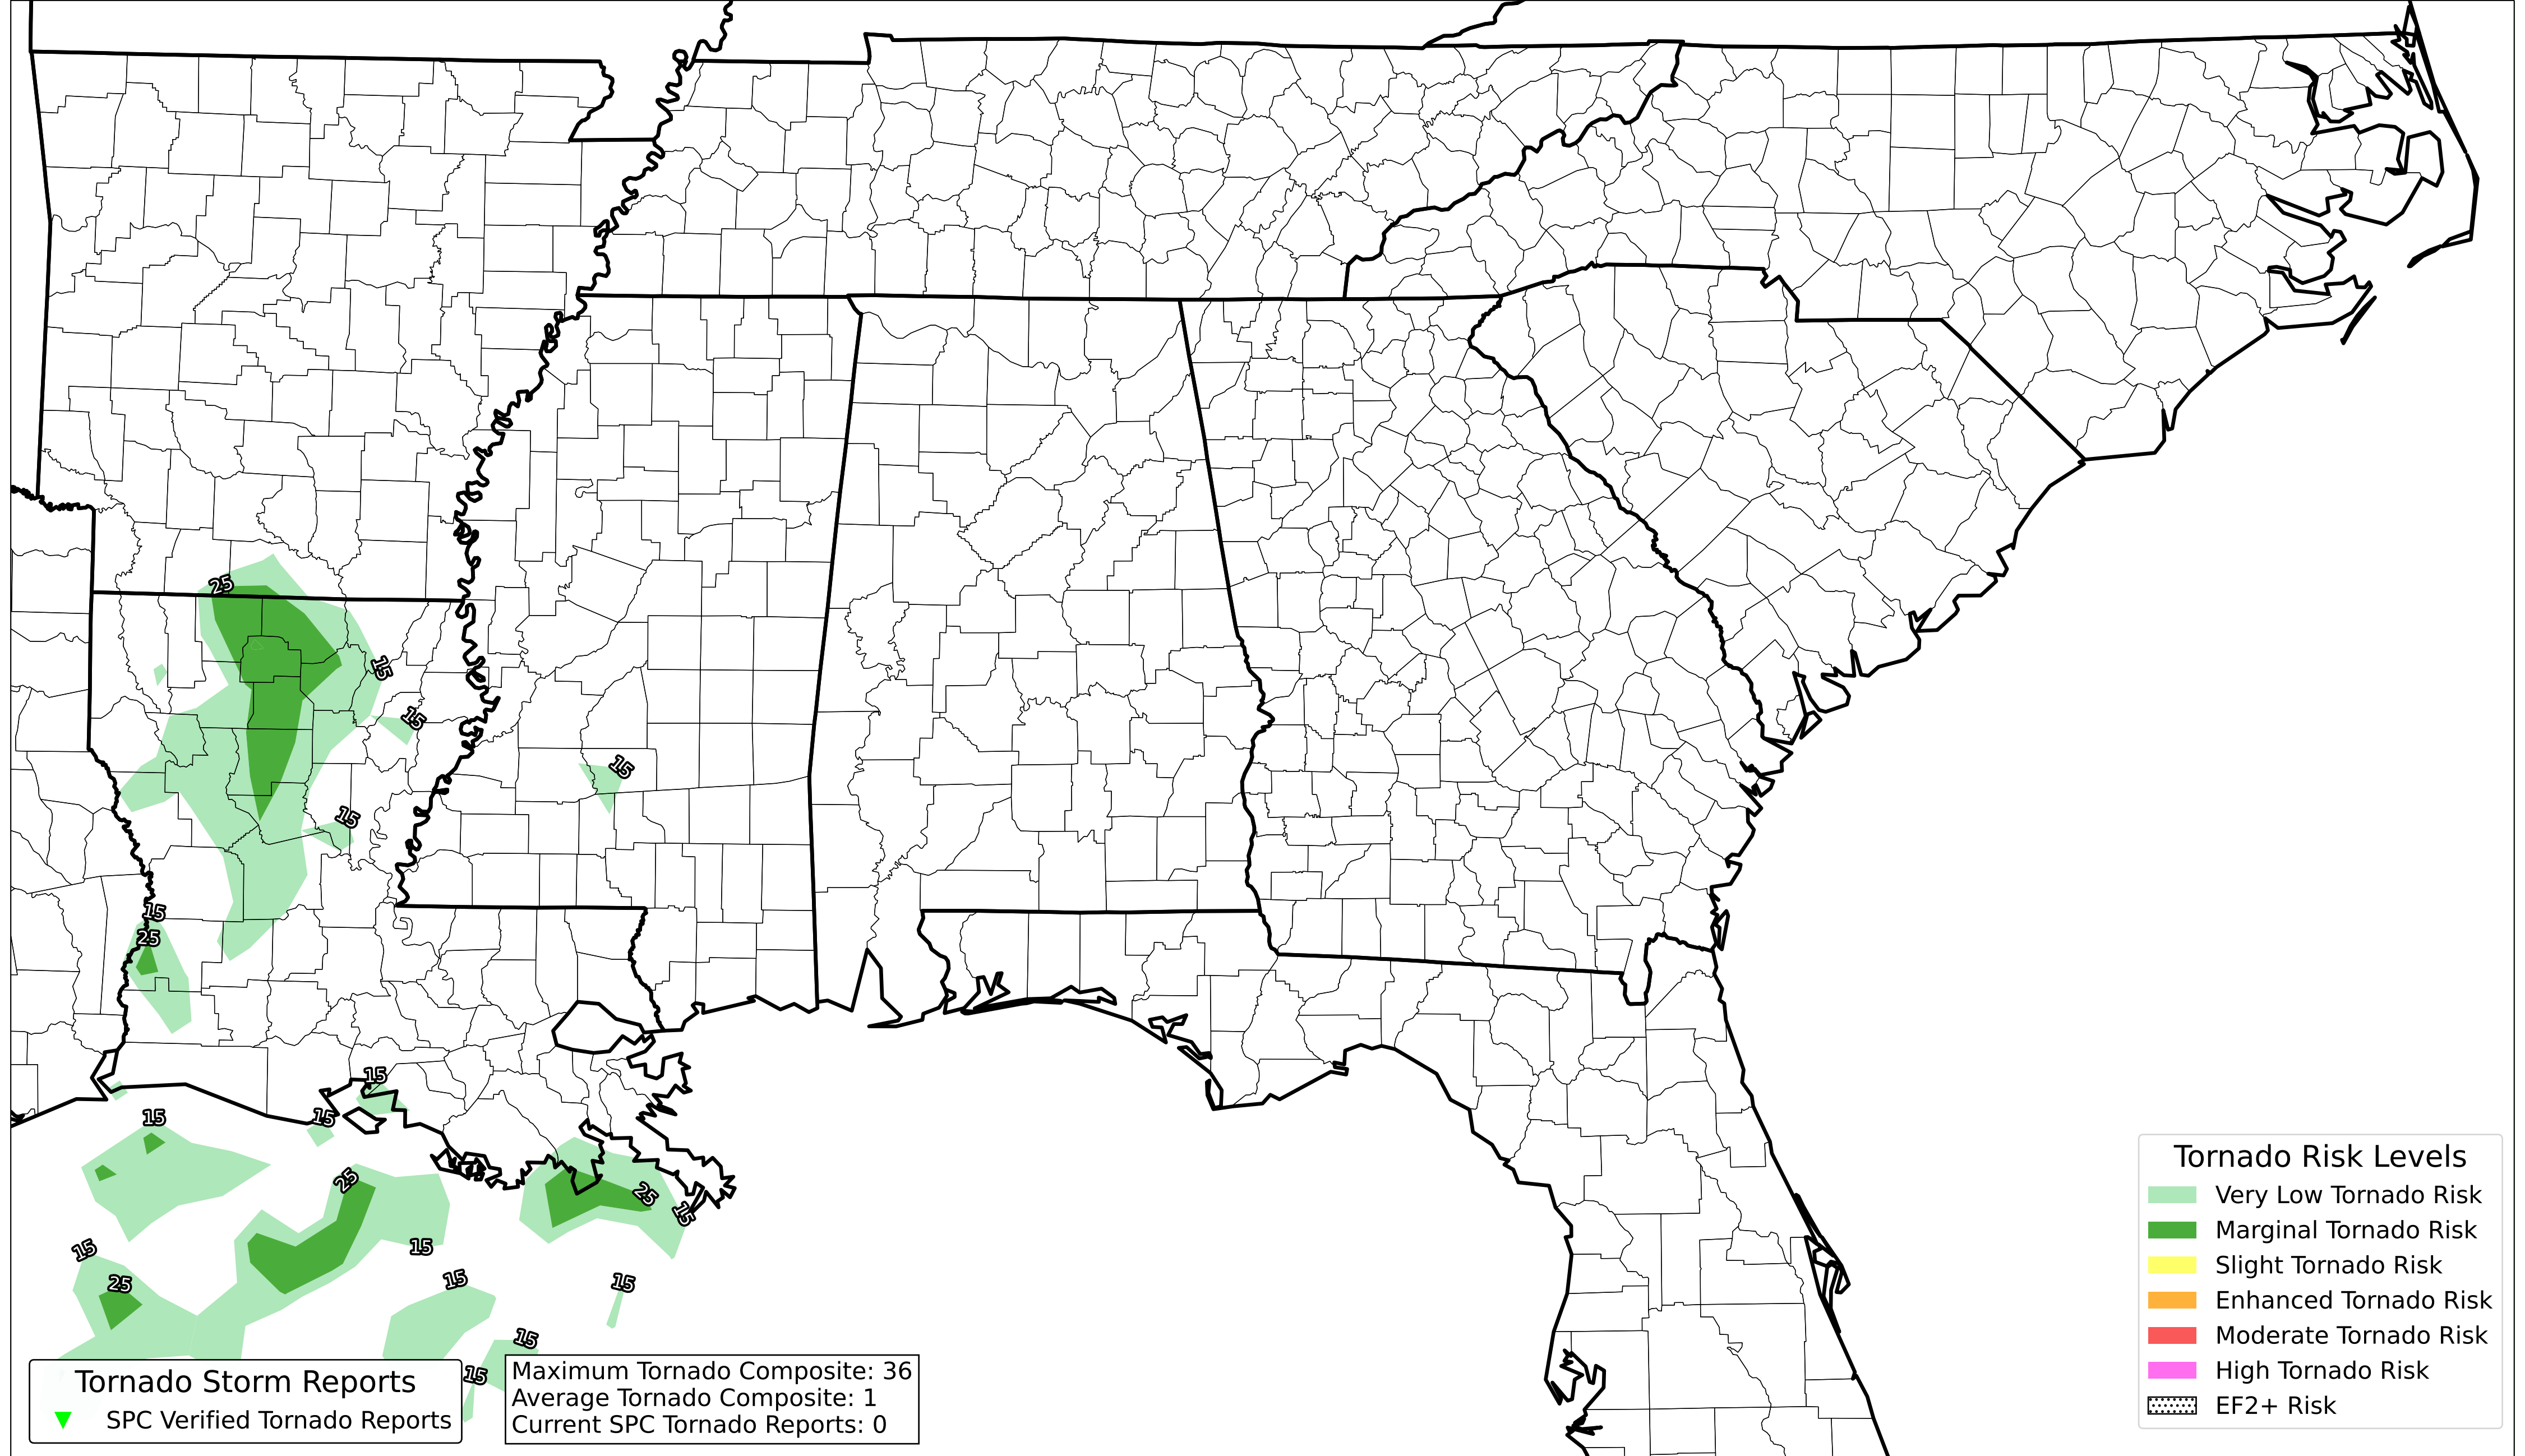 25
15
15
15
15
15
25
15
15
15
25
25
15
15
15
25
15
15
15
15
Tornado Storm Reports
SPC Verified Tornado Reports
Maximum Tornado Composite: 36
Average Tornado Composite: 1
Current SPC Tornado Reports: 0
Tornado Risk Levels
Very Low Tornado Risk
Marginal Tornado Risk
Slight Tornado Risk
Enhanced Tornado Risk
Moderate Tornado Risk
High Tornado Risk
EF2+ Risk